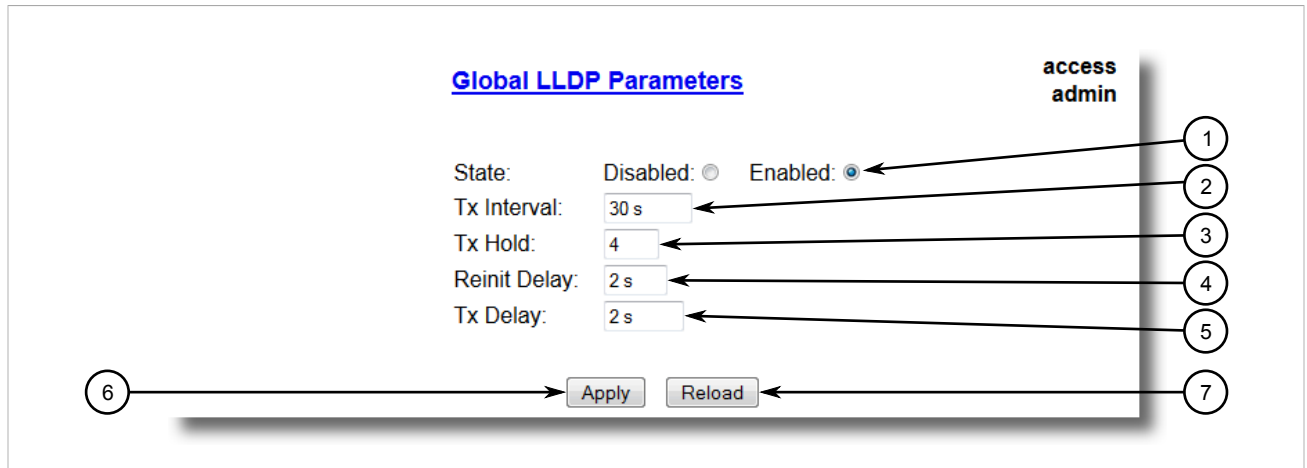 Global LLDP Parameters
access
admin
State: Disabled: Enabled:
Tx Interval: 30 s
Tx Hold: 4
Reinit Delay: 2 s
Tx Delay: 2 s
Apply Reload
1
2
3
4
5
6
7